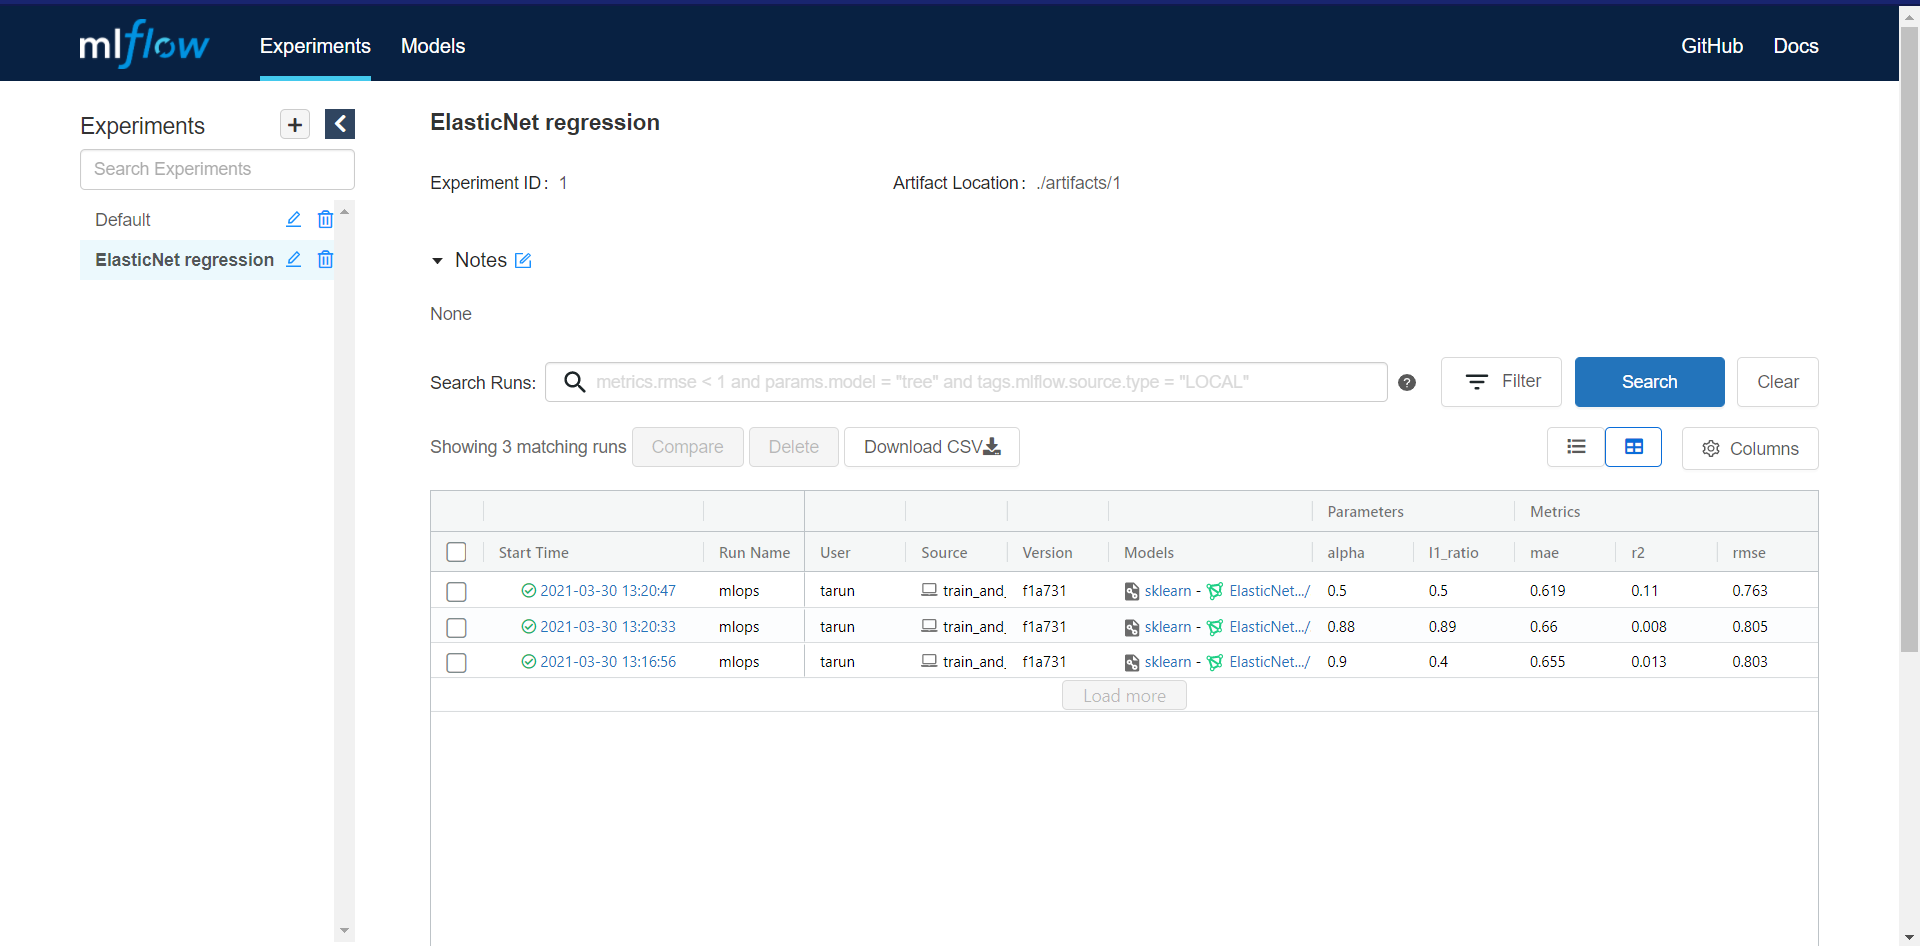 mlflow Experiments Models GitHub Docs
Experiments
Search Experiments
Default
ElasticNet regression
ElasticNet regression
Experiment ID: 1 Artifact Location: ./artifacts/1
Notes
None
Search Runs: metrics.rmse < 1 and params.model = "tree" and tags.mlflow.source.type = "LOCAL" ? Filter Search Clear
Showing 3 matching runs Compare Delete Download CSV Columns
Parameters Metrics
Start Time Run Name User Source Version Models alpha l1_ratio mae r2 rmse
2021-03-30 13:20:47 mlops tarun train_and_ f1a731 sklearn - ElasticNet.../ 0.5 0.5 0.619 0.11 0.763
2021-03-30 13:20:33 mlops tarun train_and_ f1a731 sklearn - ElasticNet.../ 0.88 0.89 0.66 0.008 0.805
2021-03-30 13:16:56 mlops tarun train_and_ f1a731 sklearn - ElasticNet.../ 0.9 0.4 0.655 0.013 0.803
Load more